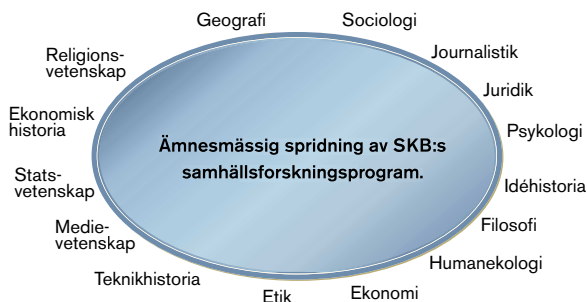 Geografi
Sociologi
Journalistik
Juridik
Psykologi
Idéhistoria
Filosofi
Humanekologi
Ekonomi
Etik
Teknikhistoria
Medie-
vetenskap
Stats-
vetenskap
Ekonomisk
historia
Religions-
vetenskap
Ämnesmässig spridning av SKB:s
samhällsforskningsprogram.